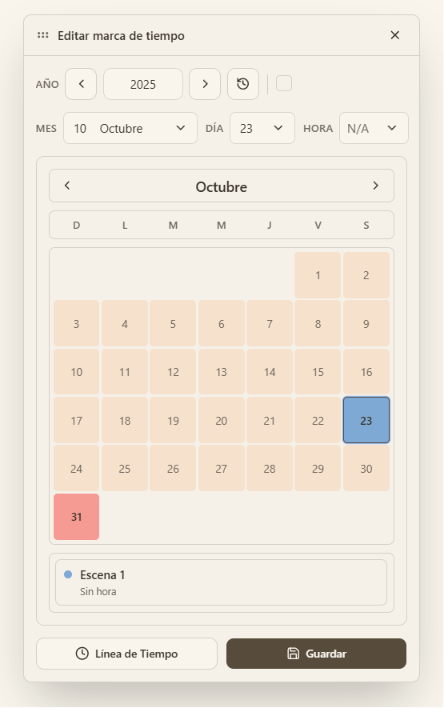 Editar marca de tiempo
AÑO 2025
MES 10 Octubre DÍA 23 HORA N/A
Octubre
D L M M J V S
1 2
3 4 5 6 7 8 9
10 11 12 13 14 15 16
17 18 19 20 21 22 23
24 25 26 27 28 29 30
31
Escena 1
Sin hora
Línea de Tiempo Guardar